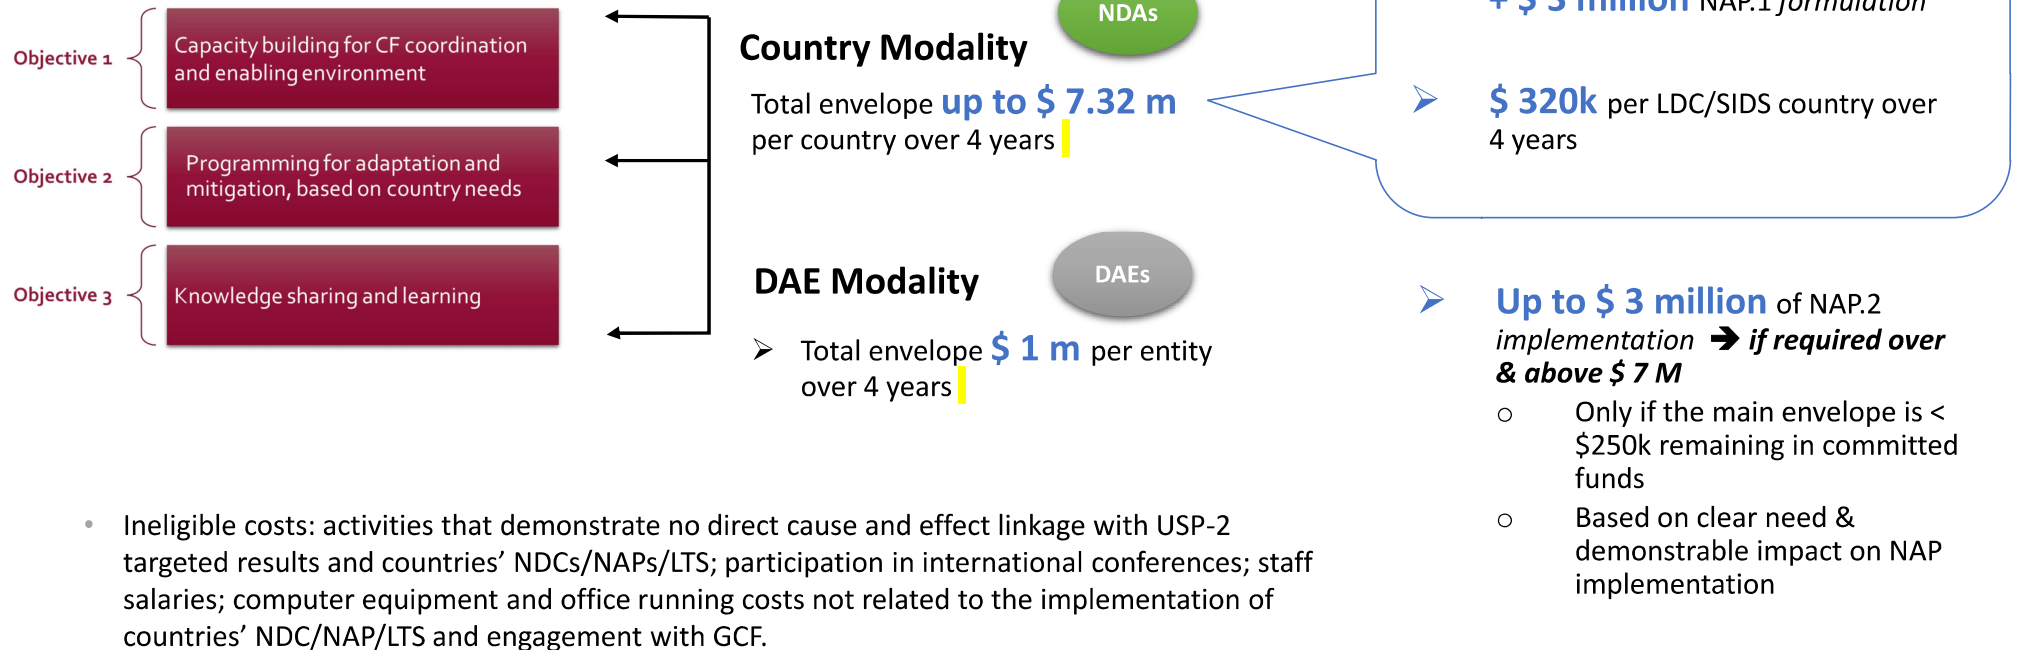 Objective 1
Capacity building for CF coordination
and enabling environment
Objective 2
Programming for adaptation and
mitigation, based on country needs
Objective 3
Knowledge sharing and learning
NDAs
Country Modality
Total envelope up to $ 7.32 m
per country over 4 years
+ $ 3 million NAP.1 formulation
➢ $ 320k per LDC/SIDS country over
4 years
DAEs
DAE Modality
➢ Total envelope $ 1 m per entity
over 4 years
➢ Up to $ 3 million of NAP.2
implementation ➔ if required over
& above $ 7 M
o Only if the main envelope is <
$250k remaining in committed
funds
o Based on clear need &
demonstrable impact on NAP
implementation
• Ineligible costs: activities that demonstrate no direct cause and effect linkage with USP-2
targeted results and countries’ NDCs/NAPs/LTS; participation in international conferences; staff
salaries; computer equipment and office running costs not related to the implementation of
countries’ NDC/NAP/LTS and engagement with GCF.